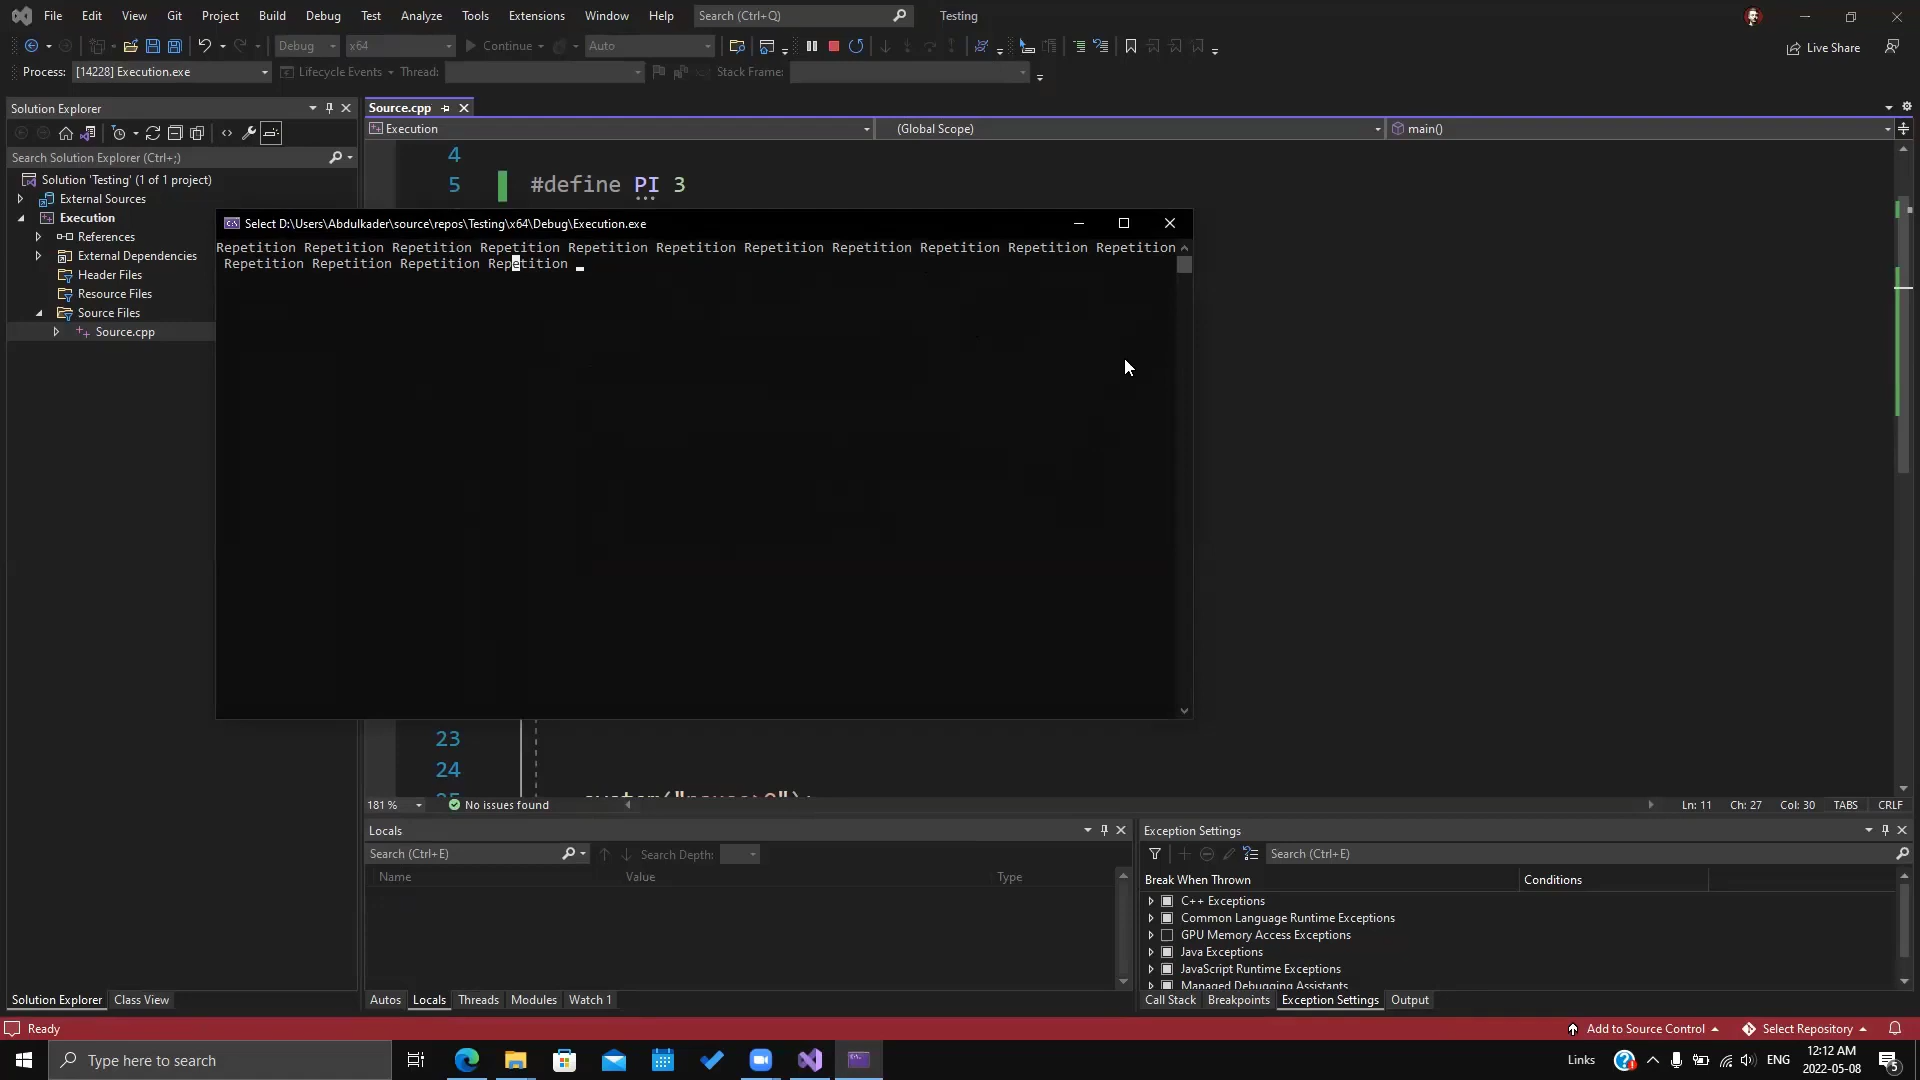 File Edit View Git Project Build Debug Test Analyze Tools Extensions Window Help Search (Ctrl+Q) Testing
Debug x64 Continue Auto Live Share
Process: [14228] Execution.exe Lifecycle Events Thread: Stack Frame:
Solution Explorer
Search Solution Explorer (Ctrl+;)
Solution 'Testing' (1 of 1 project)
External Sources
Execution
References
External Dependencies
Header Files
Resource Files
Source Files
Source.cpp
Source.cpp
Execution (Global Scope) main()
4
5 #define PI 3
Select D:\Users\Abdulkader\source\repos\Testing\x64\Debug\Execution.exe
Repetition Repetition Repetition Repetition Repetition Repetition Repetition Repetition Repetition Repetition Repetition
Repetition Repetition Repetition Repetition
23
24
25 system("pause>0");
181 % No issues found Ln: 11 Ch: 27 Col: 30 TABS CRLF
Locals
Search (Ctrl+E) Search Depth:
Name Value Type
Autos Locals Threads Modules Watch 1
Exception Settings
Search (Ctrl+E)
Break When Thrown Conditions
C++ Exceptions
Common Language Runtime Exceptions
GPU Memory Access Exceptions
Java Exceptions
JavaScript Runtime Exceptions
Managed Debugging Assistants
Call Stack Breakpoints Exception Settings Output
Solution Explorer Class View
Ready Add to Source Control Select Repository
Type here to search Links ENG 12:12 AM
2022-05-08 5